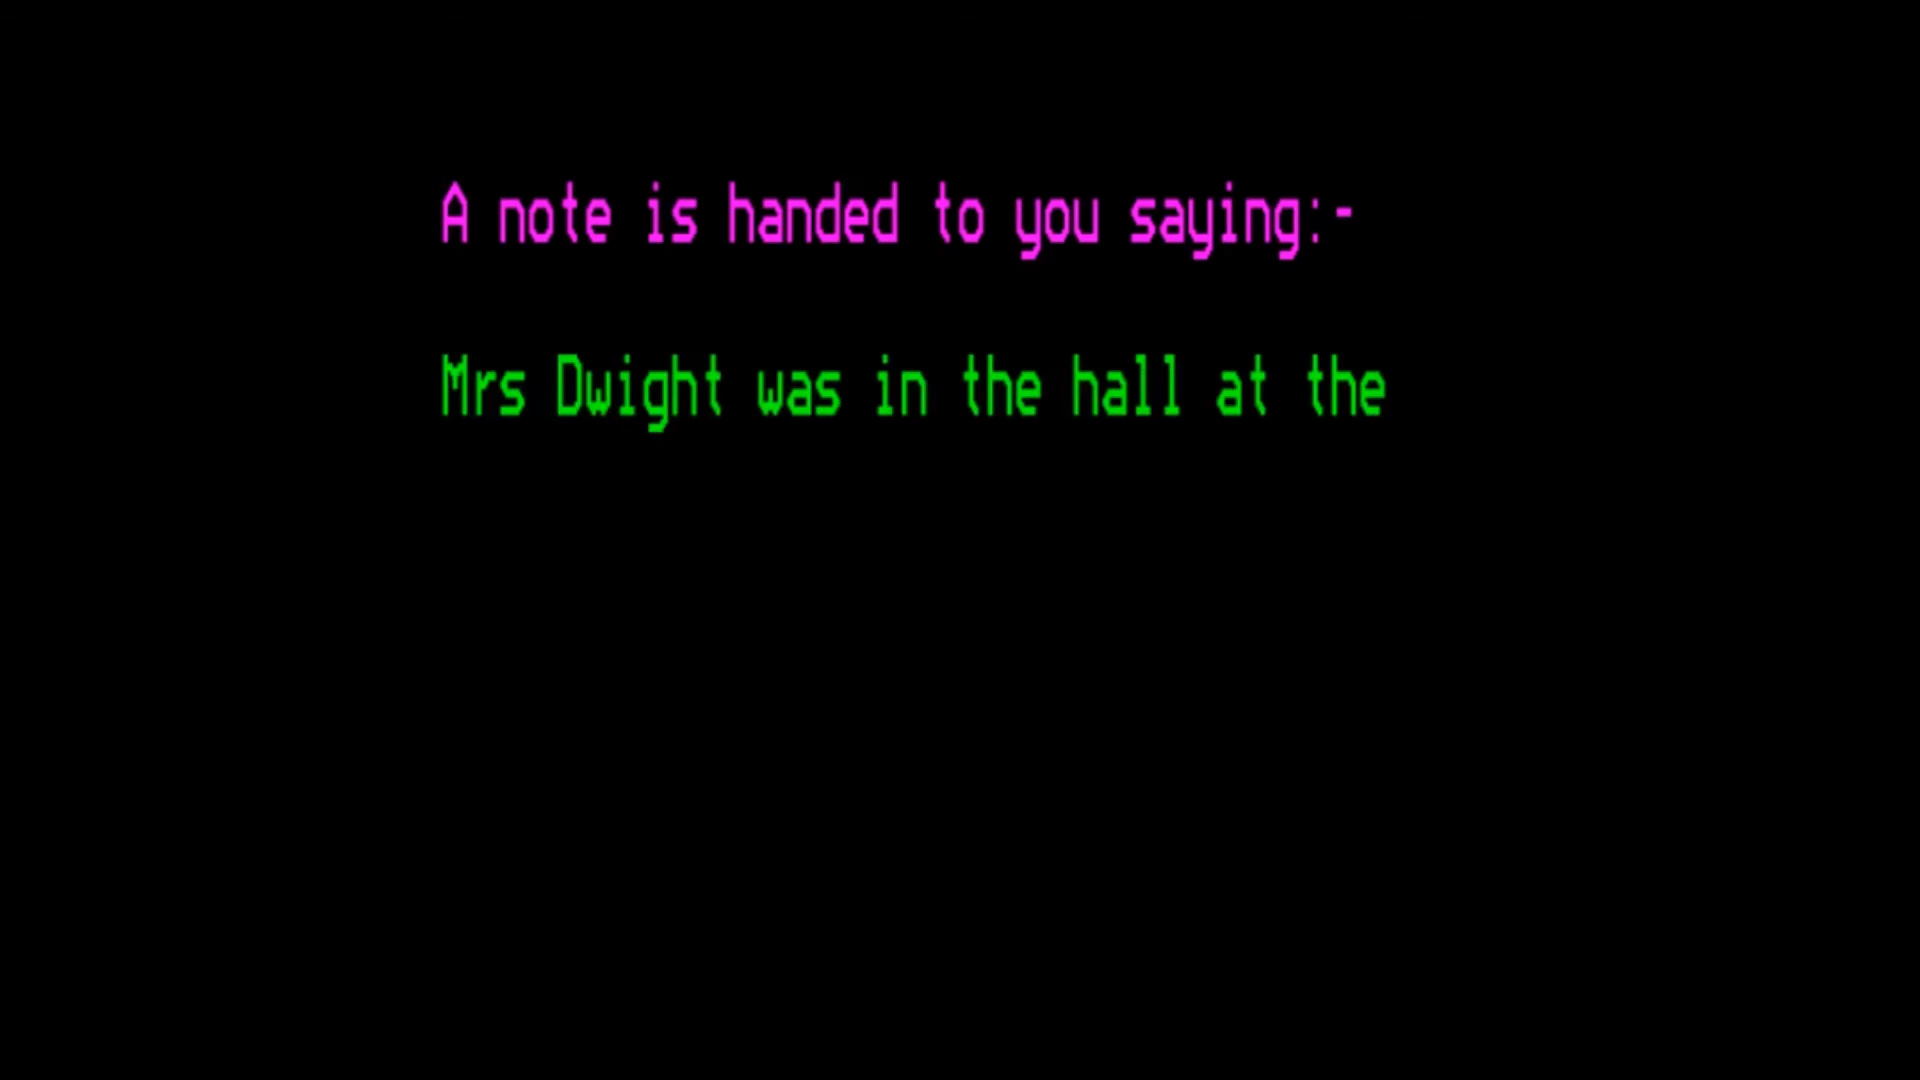 A note is handed to you saying:-
Mrs Dwight was in the hall at the